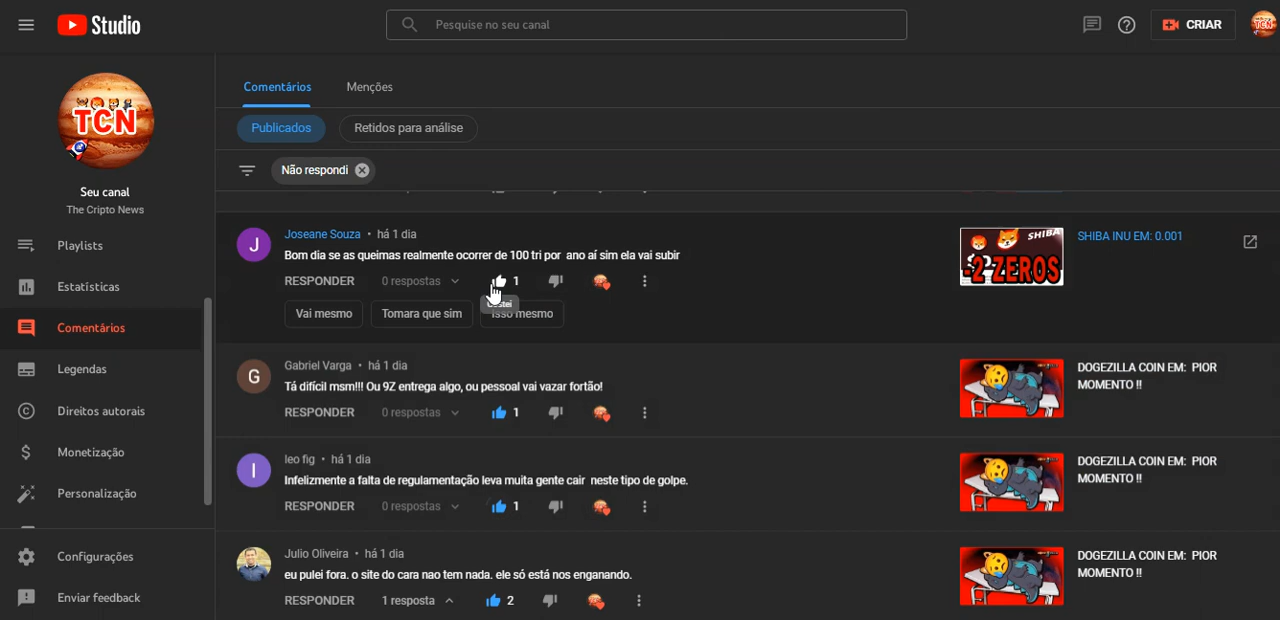 Studio
Pesquise no seu canal
CRIAR
TCN
TCN
Seu canal
The Cripto News
Playlists
Estatísticas
Comentários
Legendas
Direitos autorais
Monetização
Personalização
Configurações
Enviar feedback
Comentários
Menções
Publicados
Retidos para análise
Não respondi
J
Joseane Souza • há 1 dia
Bom dia se as queimas realmente ocorrer de 100 tri por ano aí sim ela vai subir
RESPONDER 0 respostas 1
Vai mesmo Tomara que sim Isso mesmo
SHIBA
-2 ZEROS
SHIBA INU EM: 0.001
G
Gabriel Varga • há 1 dia
Tá difícil msm!!! Ou 9Z entrega algo, ou pessoal vai vazar fortão!
RESPONDER 0 respostas 1
DOGEZILLA COIN EM: PIOR
MOMENTO !!
I
leo fig • há 1 dia
Infelizmente a falta de regulamentação leva muita gente cair neste tipo de golpe.
RESPONDER 0 respostas 1
DOGEZILLA COIN EM: PIOR
MOMENTO !!
Julio Oliveira • há 1 dia
eu pulei fora. o site do cara nao tem nada. ele só está nos enganando.
RESPONDER 1 resposta 2
DOGEZILLA COIN EM: PIOR
MOMENTO !!